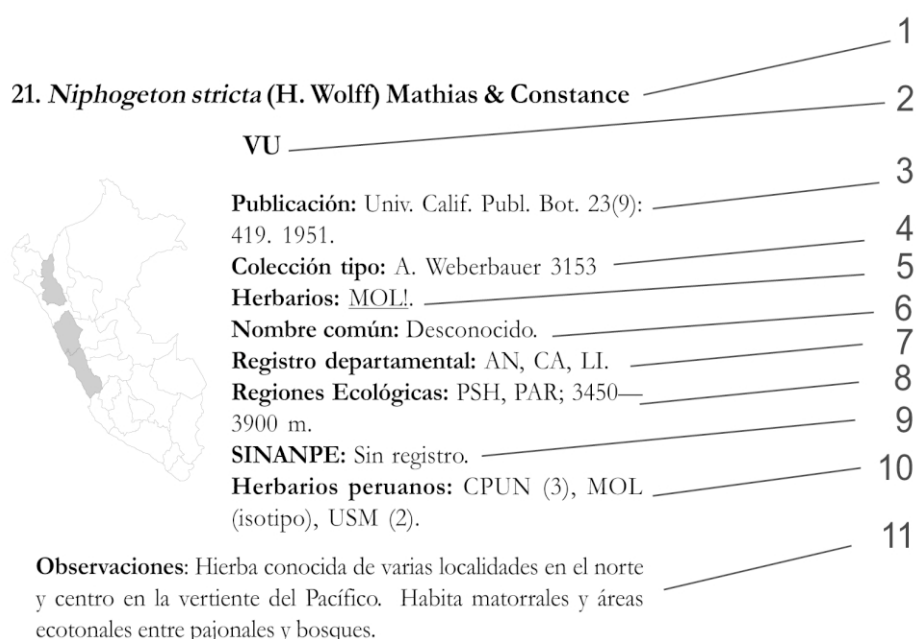 1
21. Niphogeton stricta (H. Wolff) Mathias & Constance
2
VU
3
Publicación: Univ. Calif. Publ. Bot. 23(9):
419. 1951.
4
Colección tipo: A. Weberbauer 3153
5
Herbarios: MOL!.
6
Nombre común: Desconocido.
7
Registro departamental: AN, CA, LI.
8
Regiones Ecológicas: PSH, PAR; 3450—
3900 m.
9
SINANPE: Sin registro.
10
Herbarios peruanos: CPUN (3), MOL
(isotipo), USM (2).
11
Observaciones: Hierba conocida de varias localidades en el norte
y centro en la vertiente del Pacífico. Habita matorrales y áreas
ecotonales entre pajonales y bosques.